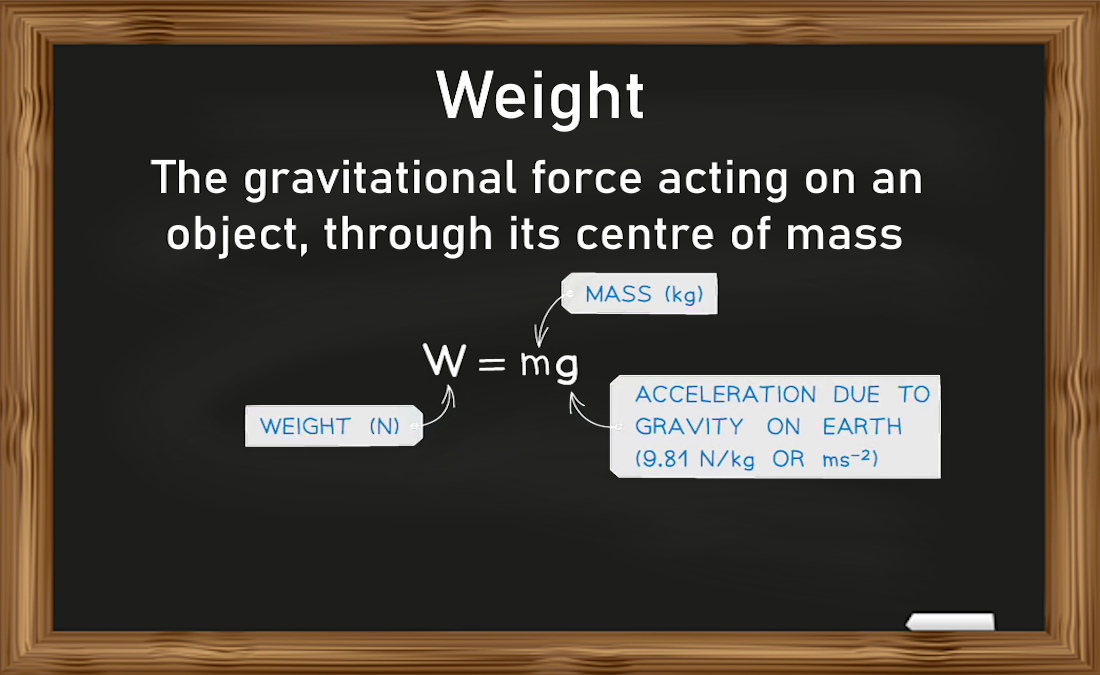 Weight
The gravitational force acting on an
object, through its centre of mass
MASS (kg)
W = mg
WEIGHT (N)
ACCELERATION DUE TO
GRAVITY ON EARTH
(9.81 N/kg OR ms⁻²)